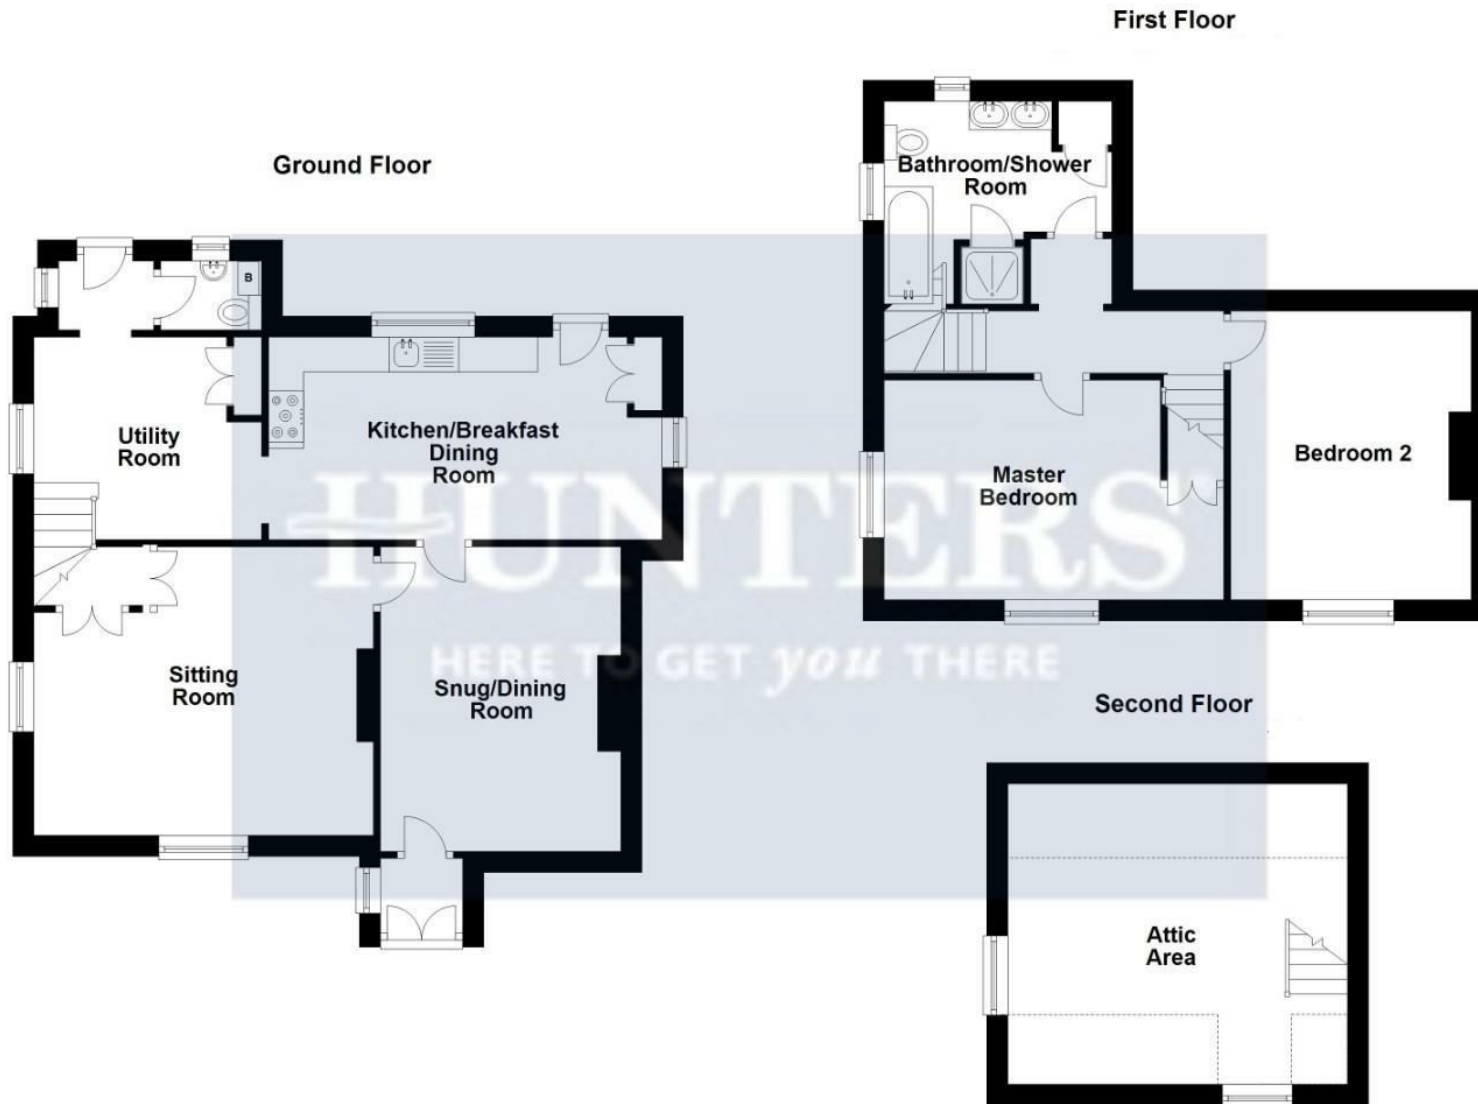 First Floor
Ground Floor
Bathroom/Shower
Room
B
Utility
Room
Kitchen/Breakfast
Dining
Room
Master
Bedroom
Bedroom 2
HUNTERS
HERE TO GET you THERE
Sitting
Room
Snug/Dining
Room
Second Floor
Attic
Area